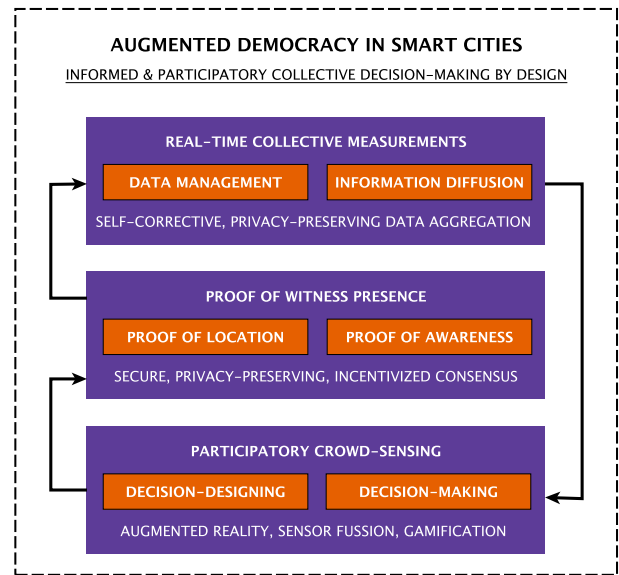 AUGMENTED DEMOCRACY IN SMART CITIES
INFORMED & PARTICIPATORY COLLECTIVE DECISION-MAKING BY DESIGN
REAL-TIME COLLECTIVE MEASUREMENTS
DATA MANAGEMENT
INFORMATION DIFFUSION
SELF-CORRECTIVE, PRIVACY-PRESERVING DATA AGGREGATION
PROOF OF WITNESS PRESENCE
PROOF OF LOCATION
PROOF OF AWARENESS
SECURE, PRIVACY-PRESERVING, INCENTIVIZED CONSENSUS
PARTICIPATORY CROWD-SENSING
DECISION-DESIGNING
DECISION-MAKING
AUGMENTED REALITY, SENSOR FUSSION, GAMIFICATION